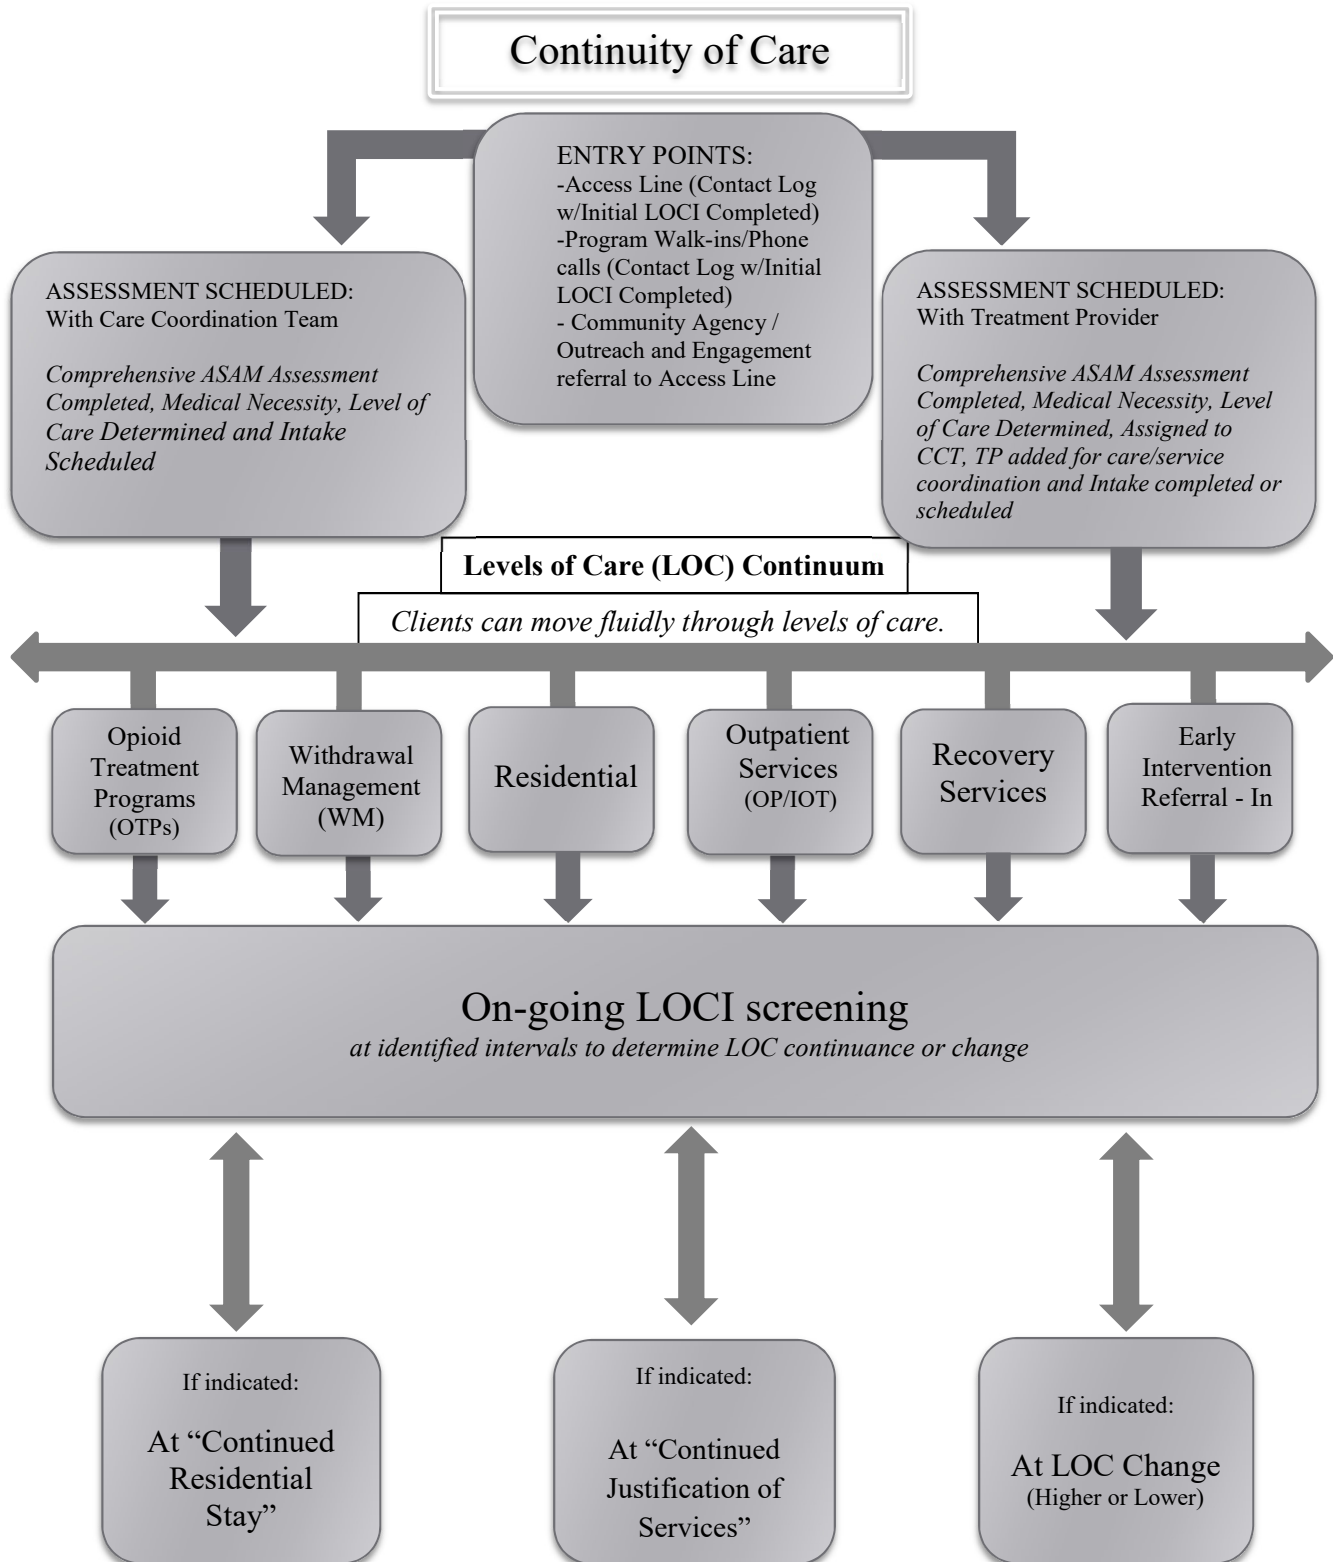 Continuity of Care
ENTRY POINTS:
-Access Line (Contact Log
w/Initial LOCI Completed)
-Program Walk-ins/Phone
calls (Contact Log w/Initial
LOCI Completed)
- Community Agency /
Outreach and Engagement
referral to Access Line
ASSESSMENT SCHEDULED:
With Care Coordination Team
Comprehensive ASAM Assessment
Completed, Medical Necessity, Level of
Care Determined and Intake
Scheduled
ASSESSMENT SCHEDULED:
With Treatment Provider
Comprehensive ASAM Assessment
Completed, Medical Necessity, Level
of Care Determined, Assigned to
CCT, TP added for care/service
coordination and Intake completed or
scheduled
Levels of Care (LOC) Continuum
Clients can move fluidly through levels of care.
Opioid
Treatment
Programs
(OTPs)
Withdrawal
Management
(WM)
Residential
Outpatient
Services
(OP/IOT)
Recovery
Services
Early
Intervention
Referral - In
On-going LOCI screening
at identified intervals to determine LOC continuance or change
If indicated:
At “Continued
Residential
Stay”
If indicated:
At “Continued
Justification of
Services”
If indicated:
At LOC Change
(Higher or Lower)